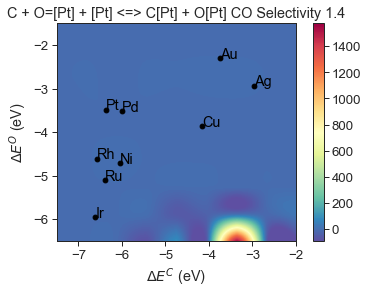 C + O=[Pt] + [Pt] <=> C[Pt] + O[Pt] CO Selectivity 1.4
−2
−3
−4
−5
−6
ΔE^O (eV)
Au
Ag
Pt
Pd
Cu
Rh
Ni
Ru
Ir
−7
−6
−5
−4
−3
−2
ΔE^C (eV)
1400
1200
1000
800
600
400
200
0